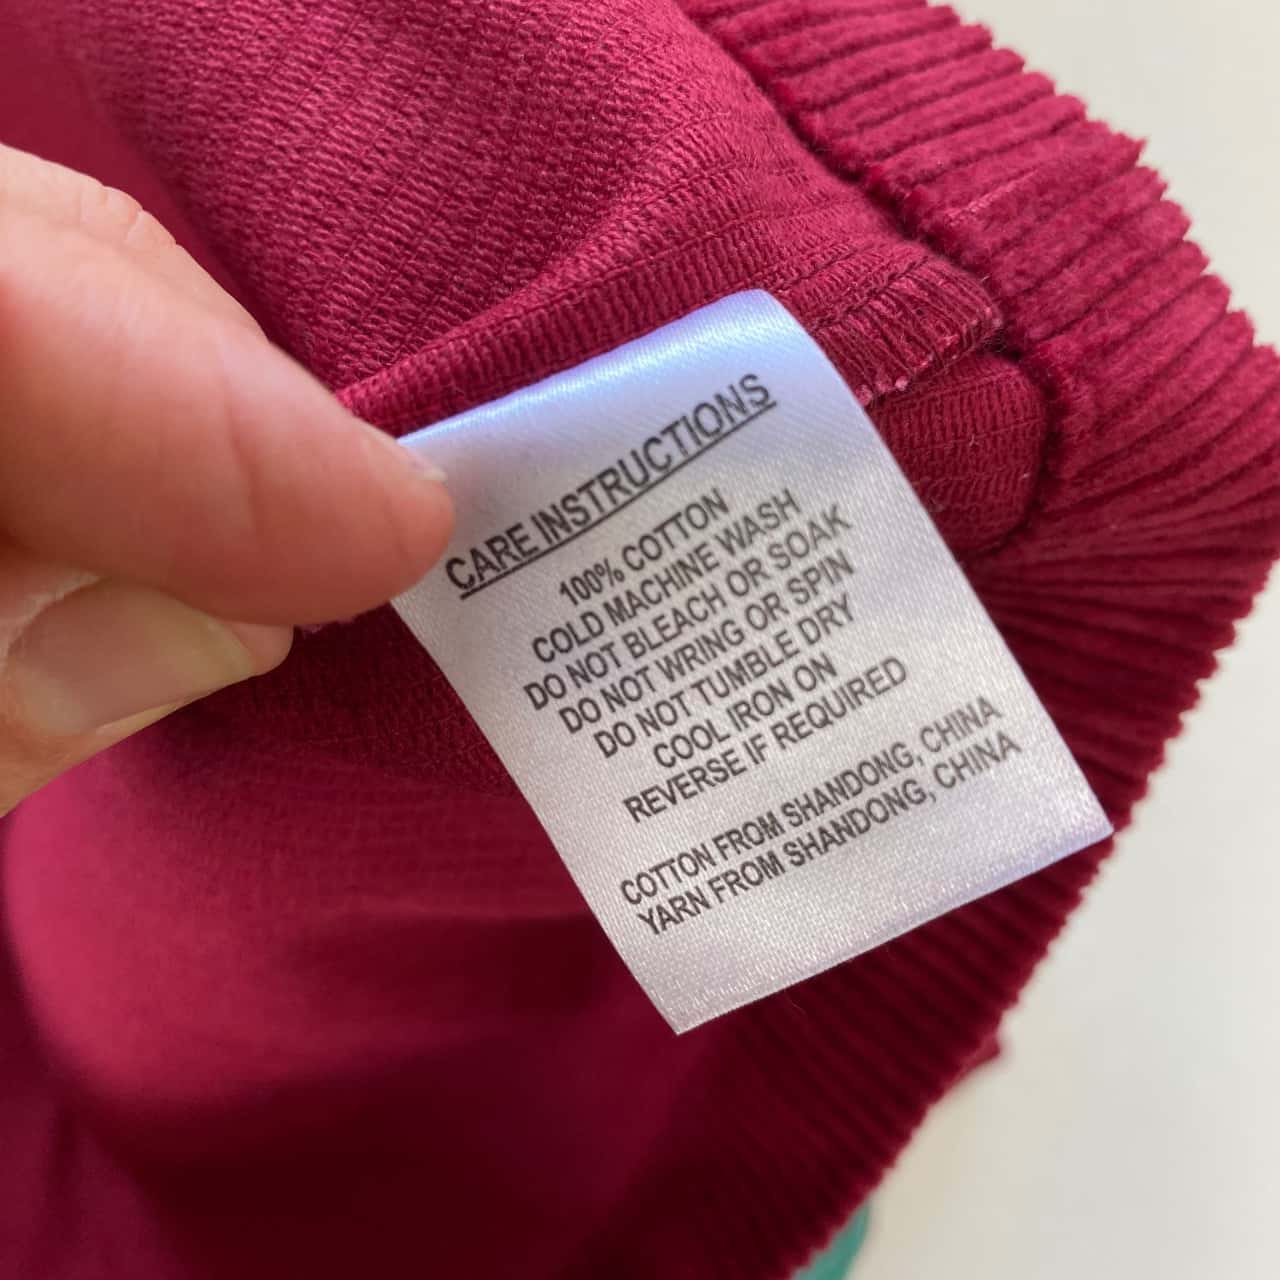 CARE INSTRUCTIONS
100% COTTON
COLD MACHINE WASH
DO NOT BLEACH OR SOAK
DO NOT WRING OR SPIN
DO NOT TUMBLE DRY
COOL IRON ON
REVERSE IF REQUIRED
COTTON FROM SHANDONG, CHINA
YARN FROM SHANDONG, CHINA